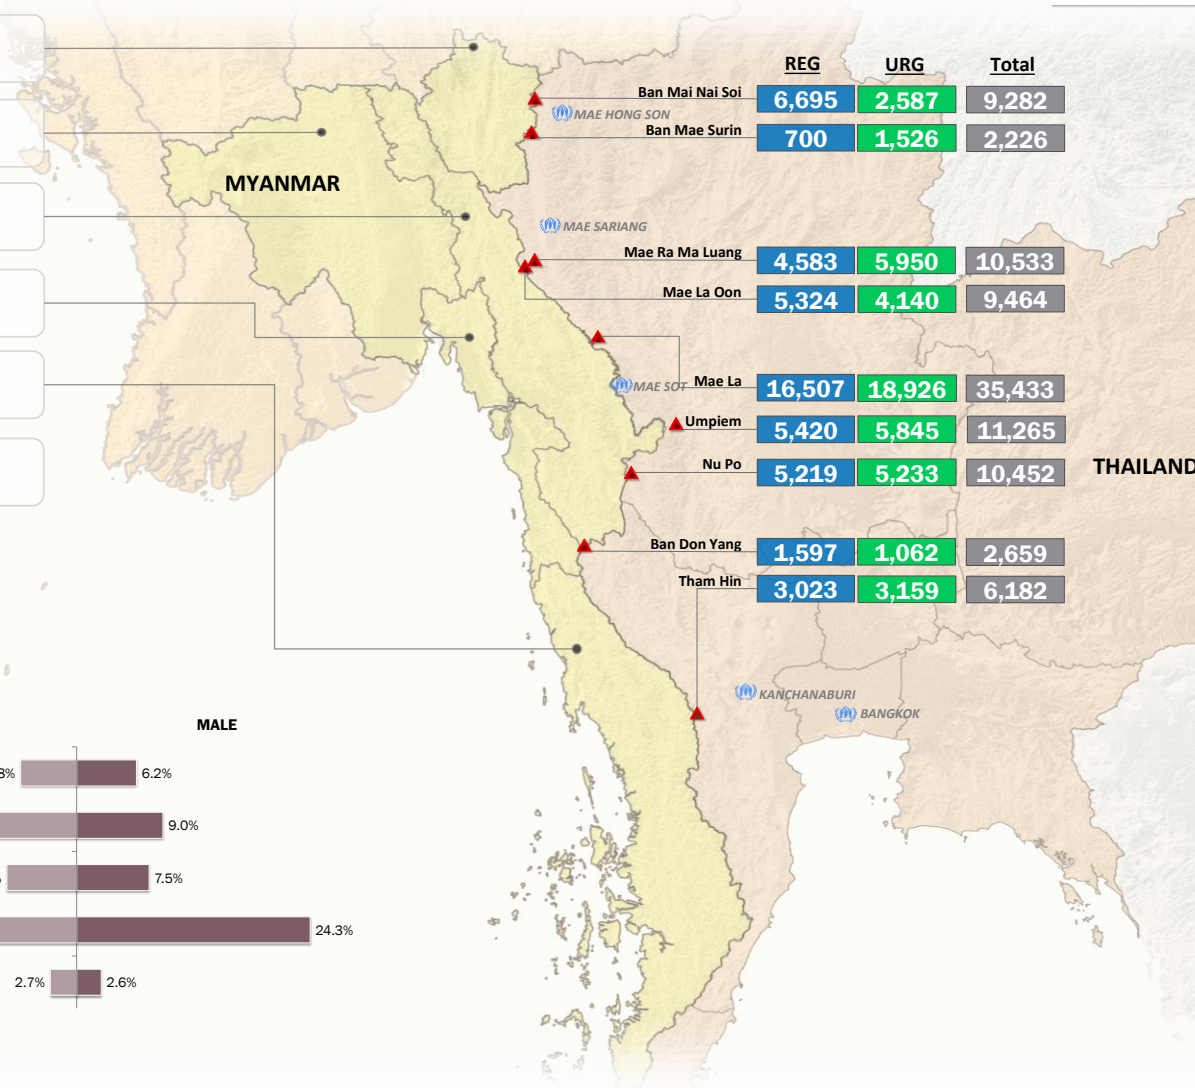 REG URG Total
Ban Mai Nai Soi 6,695 2,587 9,282
MAE HONG SON
Ban Mae Surin 700 1,526 2,226
MYANMAR
MAE SARIANG
Mae Ra Ma Luang 4,583 5,950 10,533
Mae La Oon 5,324 4,140 9,464
MAE SOT
Mae La 16,507 18,926 35,433
Umpiem 5,420 5,845 11,265
Nu Po 5,219 5,233 10,452
THAILAND
Ban Don Yang 1,597 1,062 2,659
Tham Hin 3,023 3,159 6,182
KANCHANABURI
BANGKOK
MALE
8% 6.2%
9.0%
7.5%
24.3%
2.7% 2.6%